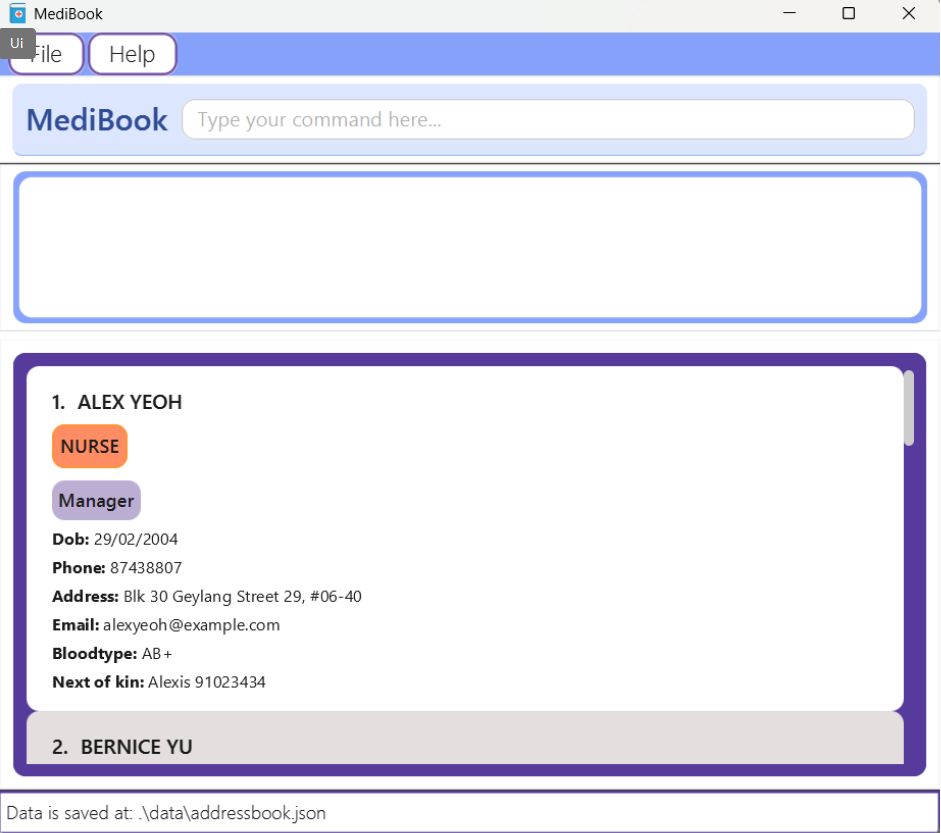 MediBook
Ui
File Help
MediBook Type your command here...
1. ALEX YEOH
NURSE
Manager
Dob: 29/02/2004
Phone: 87438807
Address: Blk 30 Geylang Street 29, #06-40
Email: alexyeoh@example.com
Bloodtype: AB+
Next of kin: Alexis 91023434
2. BERNICE YU
Data is saved at: .\data\addressbook.json